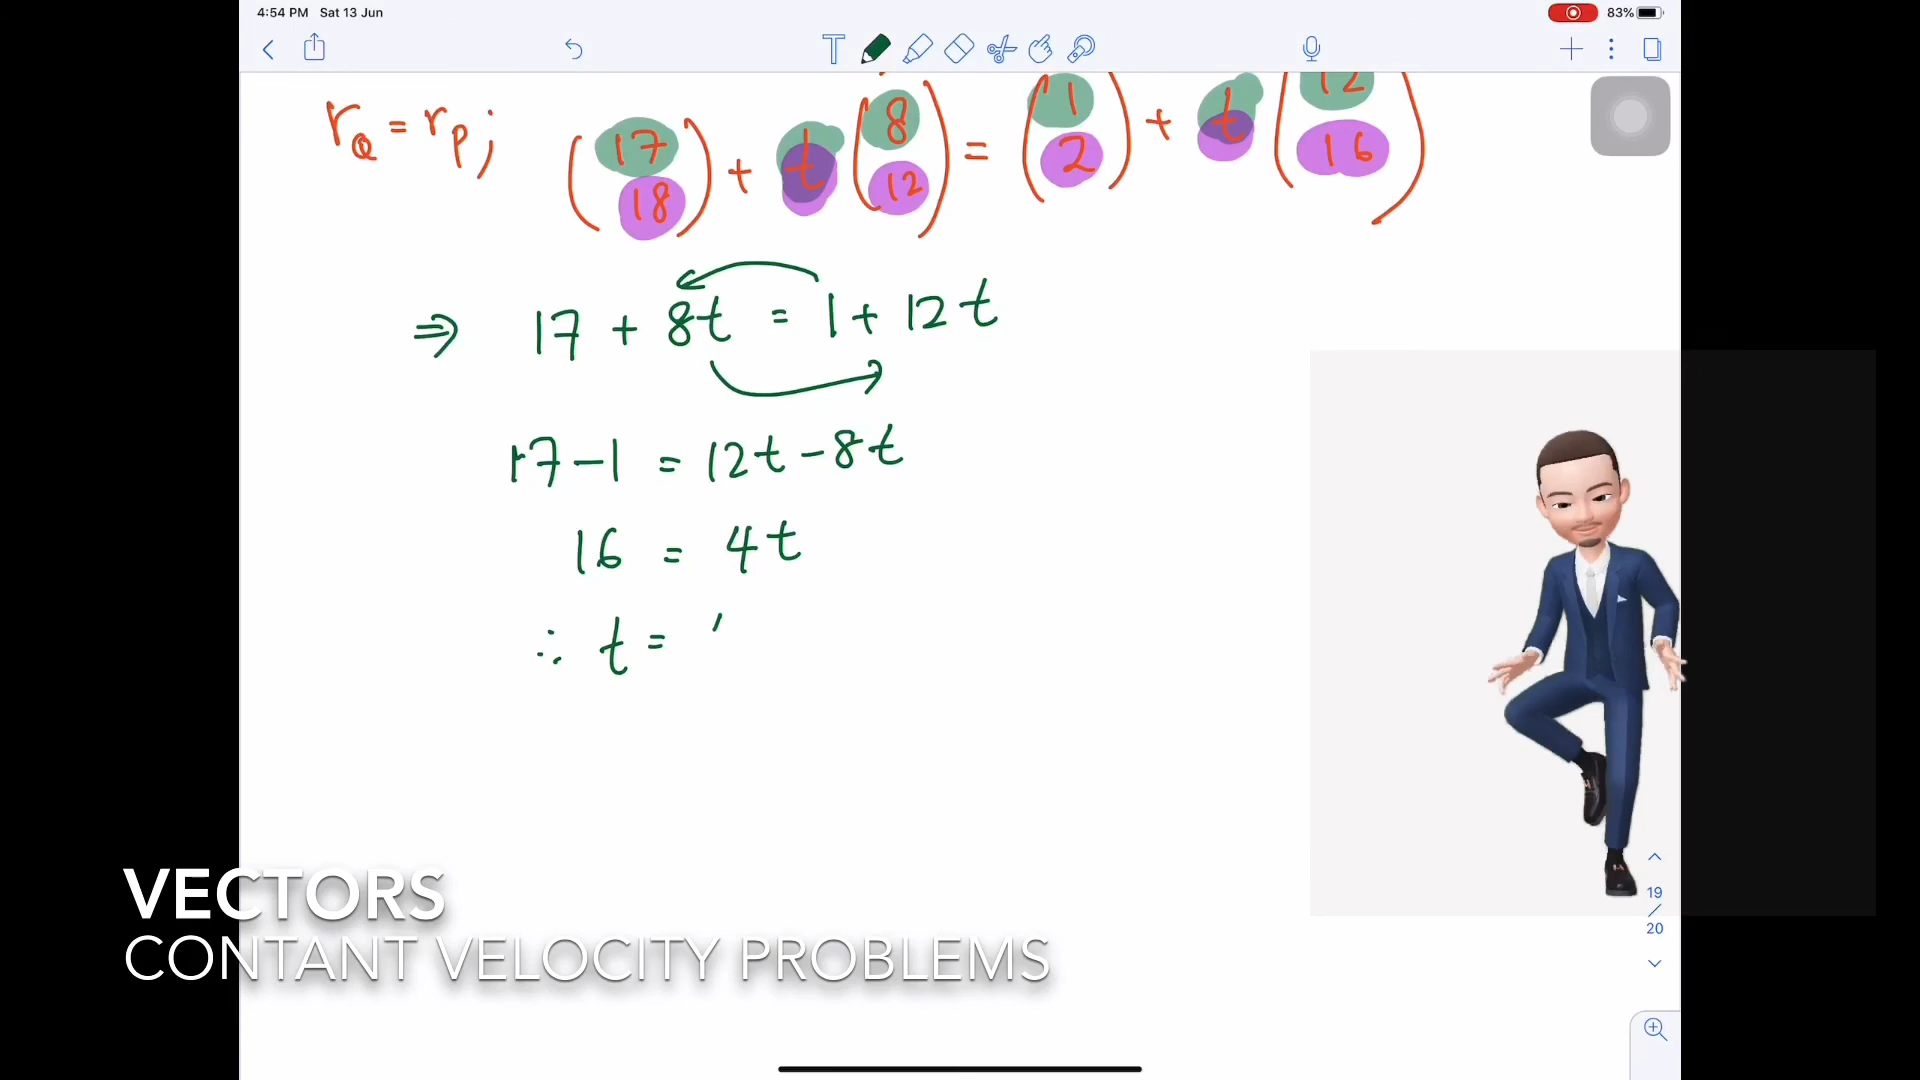 4:54 PM Sat 13 Jun
83%
T
r_Q = r_P ; (17 18) + t (8 12) = (1 2) + t (12 16)
⇒ 17 + 8t = 1 + 12t
17 - 1 = 12t - 8t
16 = 4t
∴ t =
VECTORS
CONTANT VELOCITY PROBLEMS
19
/
20